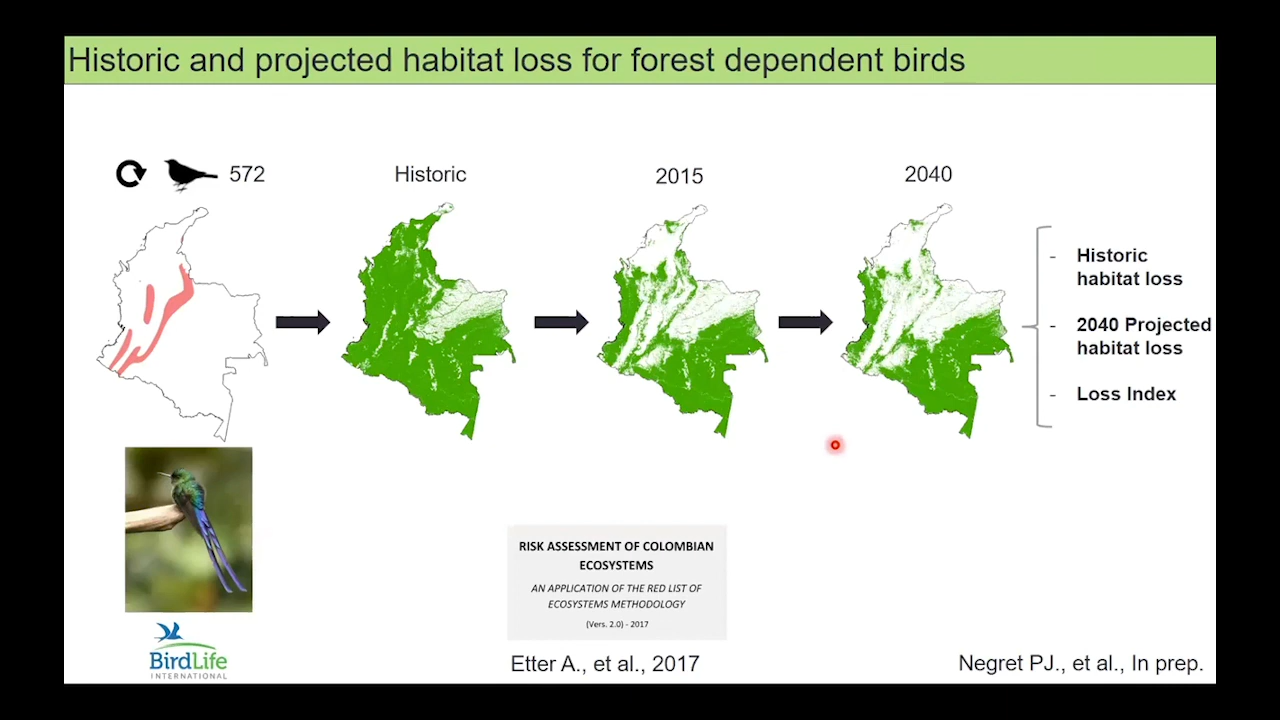 Historic and projected habitat loss for forest dependent birds
572
Historic
2015
2040
- Historic
habitat loss
- 2040 Projected
habitat loss
- Loss Index
RISK ASSESSMENT OF COLOMBIAN
ECOSYSTEMS
AN APPLICATION OF THE RED LIST OF
ECOSYSTEMS METHODOLOGY
(Vers. 2.0) - 2017
BirdLife
INTERNATIONAL
Etter A., et al., 2017
Negret PJ., et al., In prep.